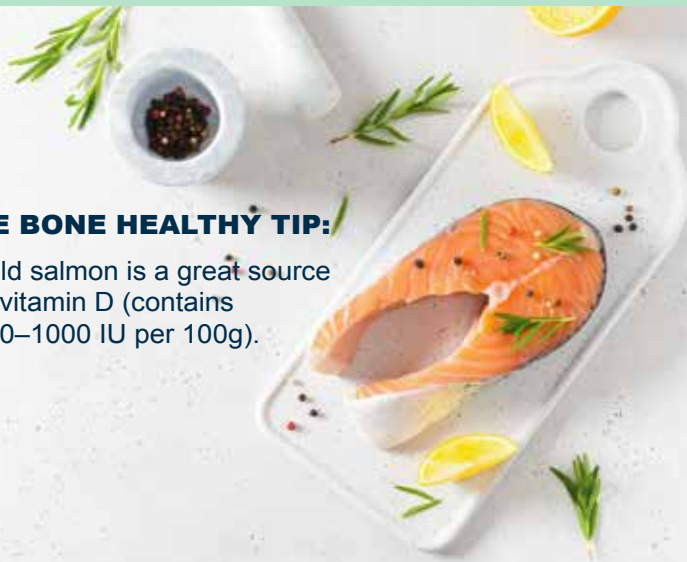 E BONE HEALTHY TIP:
ld salmon is a great source
vitamin D (contains
0–1000 IU per 100g).